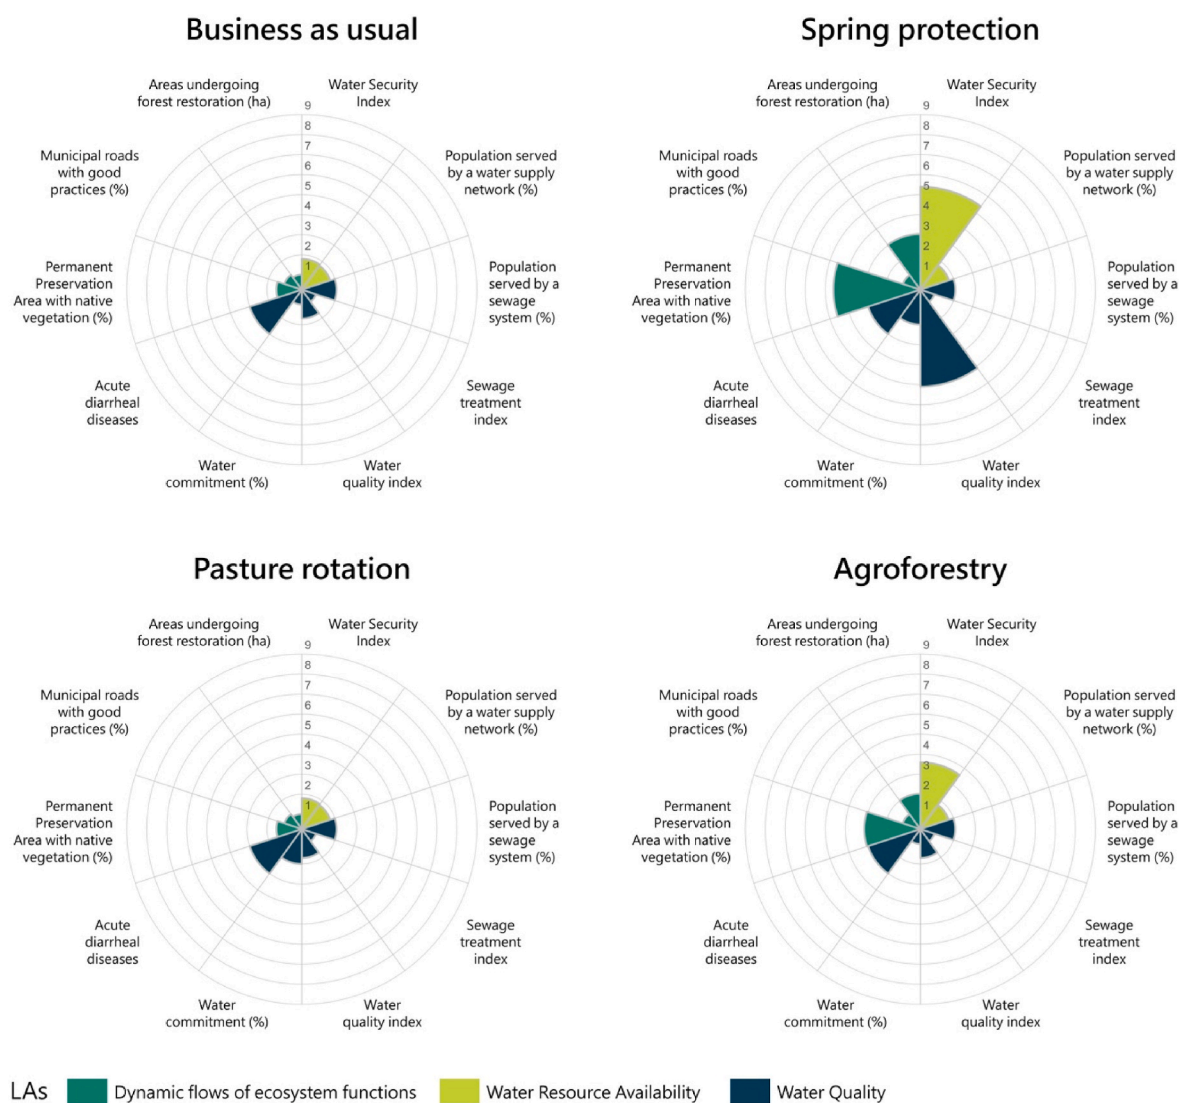 Business as usual
Areas undergoing
forest restoration (ha)
Water Security
Index
Municipal roads
with good
practices (%)
Population served
by a water supply
network (%)
Permanent
Preservation
Area with native
vegetation (%)
Population
served by a
sewage
system (%)
Acute
diarrheal
diseases
Sewage
treatment
index
Water
commitment (%)
Water
quality index
9
8
7
6
5
4
3
2
1
Spring protection
Areas undergoing
forest restoration (ha)
Water Security
Index
Municipal roads
with good
practices (%)
Population served
by a water supply
network (%)
Permanent
Preservation
Area with native
vegetation (%)
Population
served by a
sewage
system (%)
Acute
diarrheal
diseases
Sewage
treatment
index
Water
commitment (%)
Water
quality index
9
8
7
6
5
4
3
2
1
Pasture rotation
Areas undergoing
forest restoration (ha)
Water Security
Index
Municipal roads
with good
practices (%)
Population served
by a water supply
network (%)
Permanent
Preservation
Area with native
vegetation (%)
Population
served by a
sewage
system (%)
Acute
diarrheal
diseases
Sewage
treatment
index
Water
commitment (%)
Water
quality index
9
8
7
6
5
4
3
2
1
Agroforestry
Areas undergoing
forest restoration (ha)
Water Security
Index
Municipal roads
with good
practices (%)
Population served
by a water supply
network (%)
Permanent
Preservation
Area with native
vegetation (%)
Population
served by a
sewage
system (%)
Acute
diarrheal
diseases
Sewage
treatment
index
Water
commitment (%)
Water
quality index
9
8
7
6
5
4
3
2
1
LAs Dynamic flows of ecosystem functions Water Resource Availability Water Quality